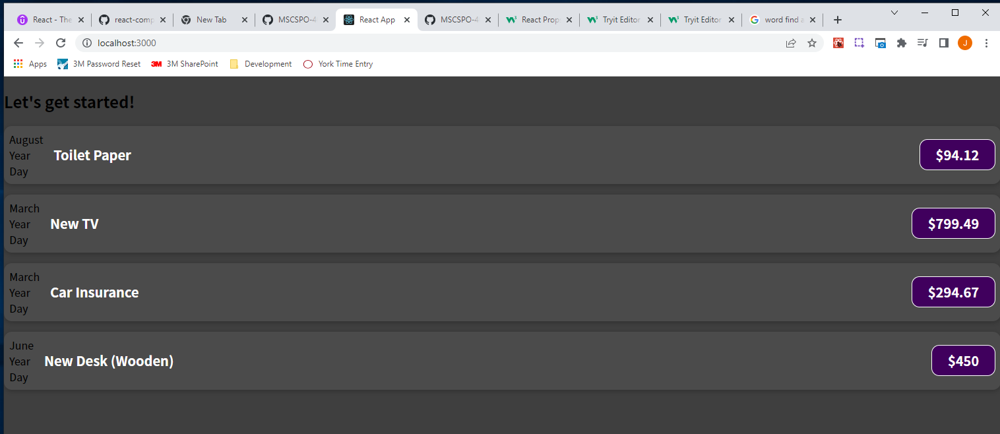 React - The
react-comp
New Tab
MSCSPO-4
React App
MSCSPO-4
React Prop
Tryit Editor
Tryit Editor
word find a
localhost:3000
J
Apps
3M Password Reset
3M 3M SharePoint
Development
York Time Entry
Let's get started!
August
Year
Day
Toilet Paper
$94.12
March
Year
Day
New TV
$799.49
March
Year
Day
Car Insurance
$294.67
June
Year
Day
New Desk (Wooden)
$450